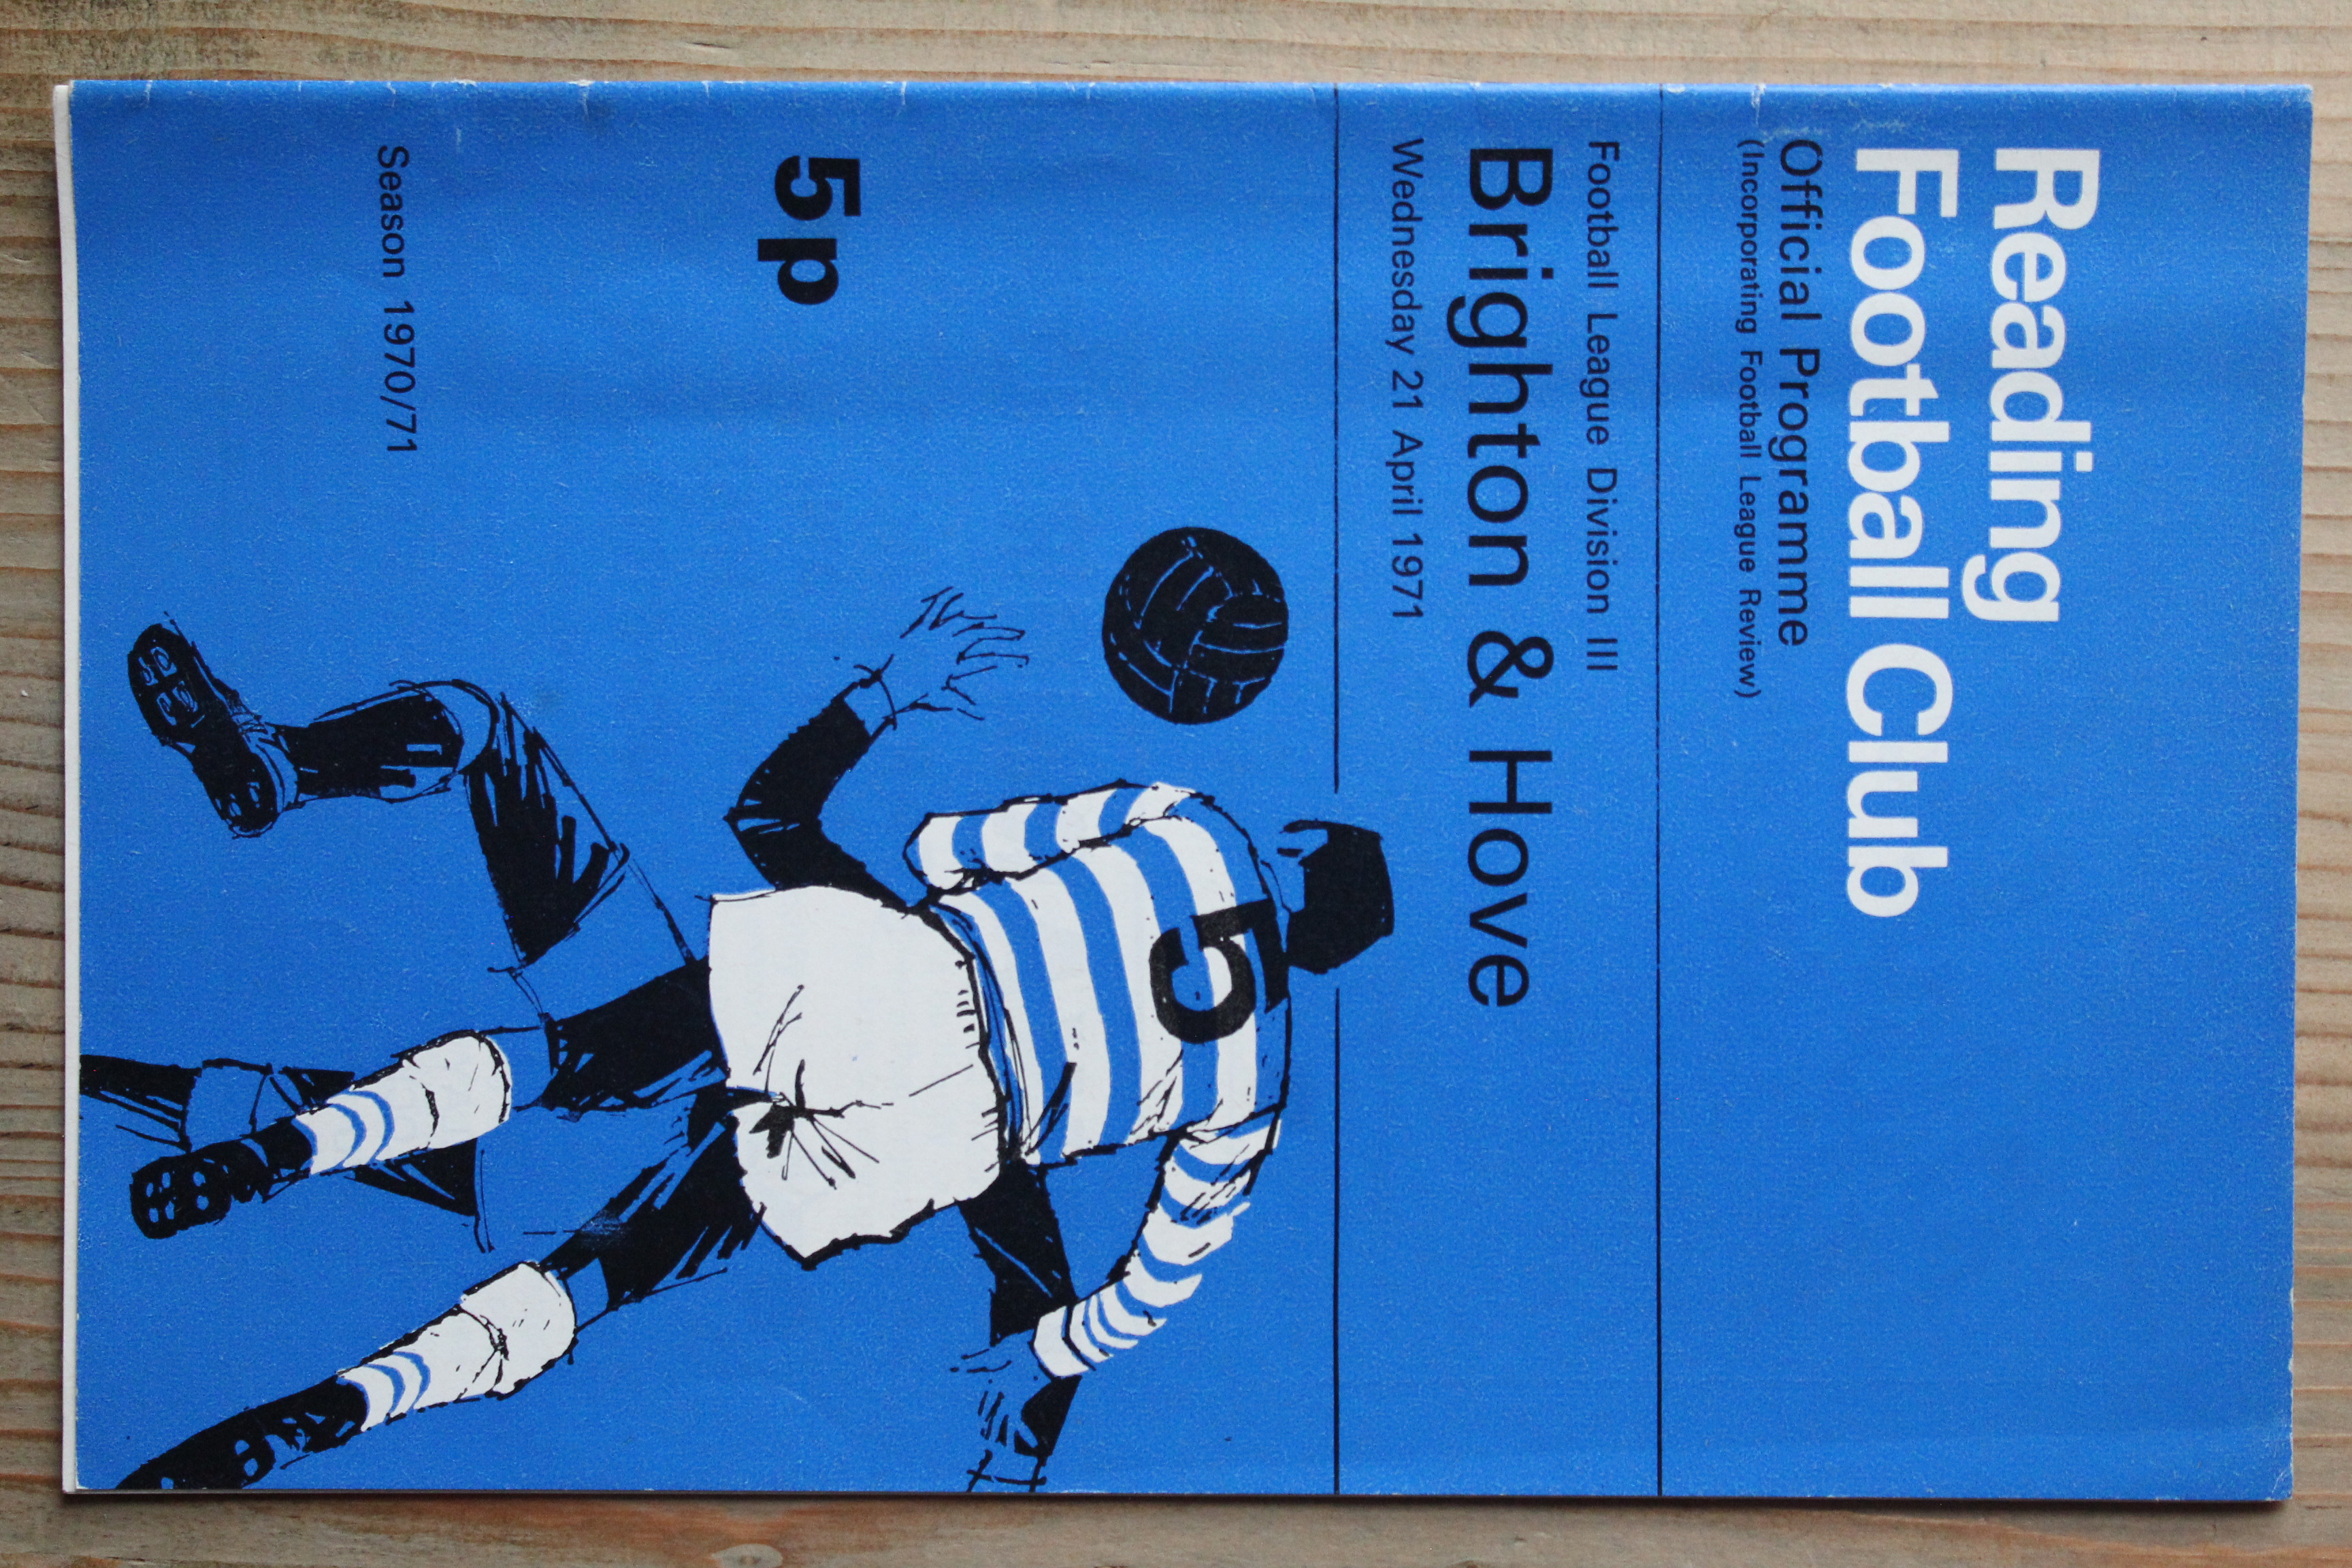 Reading
Football Club
Official Programme
(Incorporating Football League Review)
Football League Division III
Brighton & Hove
Wednesday 21 April 1971
5
5p
Season 1970/71